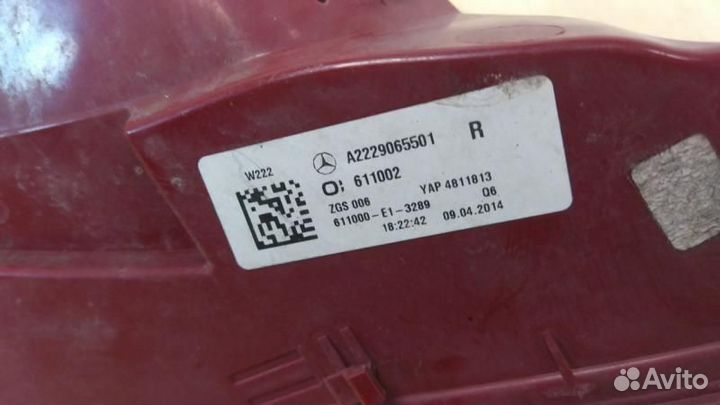 W222 A2229065501 R
611002
ZGS 006 YAP 4811813
611000-E1-3289 Q6
18:22:42 09.04.2014
Avito